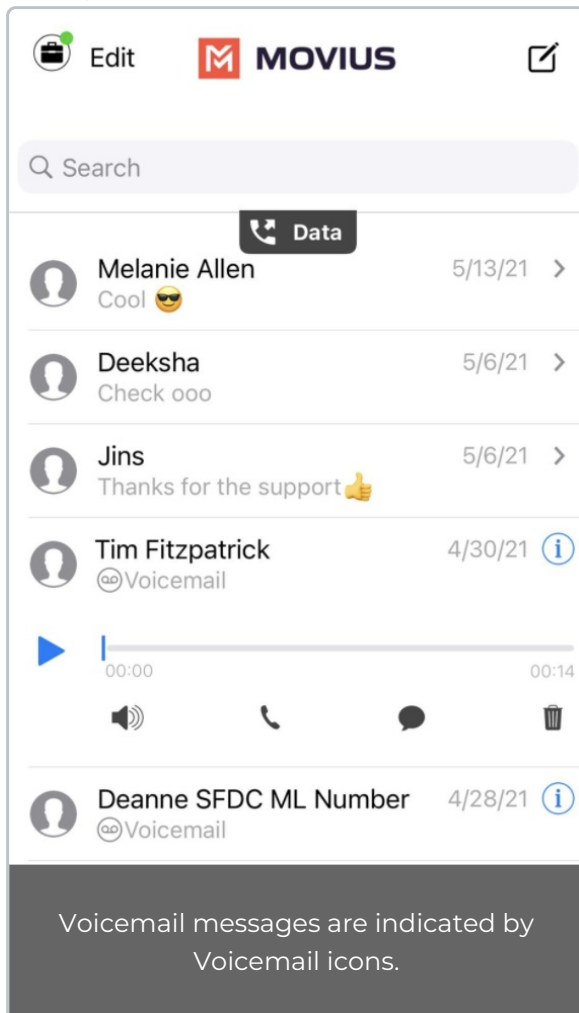 Edit MOVIUS
Search
Data
Melanie Allen 5/13/21
Cool 😎
Deeksha 5/6/21
Check ooo
Jins 5/6/21
Thanks for the support👍
Tim Fitzpatrick 4/30/21
Voicemail
00:00 00:14
Deanne SFDC ML Number 4/28/21
Voicemail
Voicemail messages are indicated by
Voicemail icons.